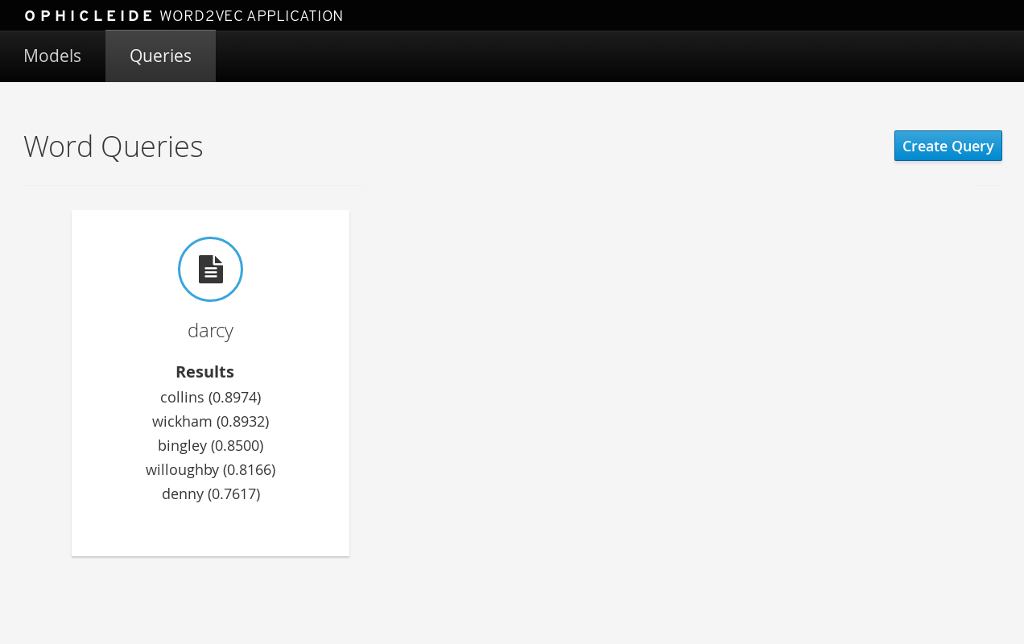 OPHICLEIDE WORD2VEC APPLICATION
Models Queries
Word Queries
Create Query
darcy
Results
collins (0.8974)
wickham (0.8932)
bingley (0.8500)
willoughby (0.8166)
denny (0.7617)